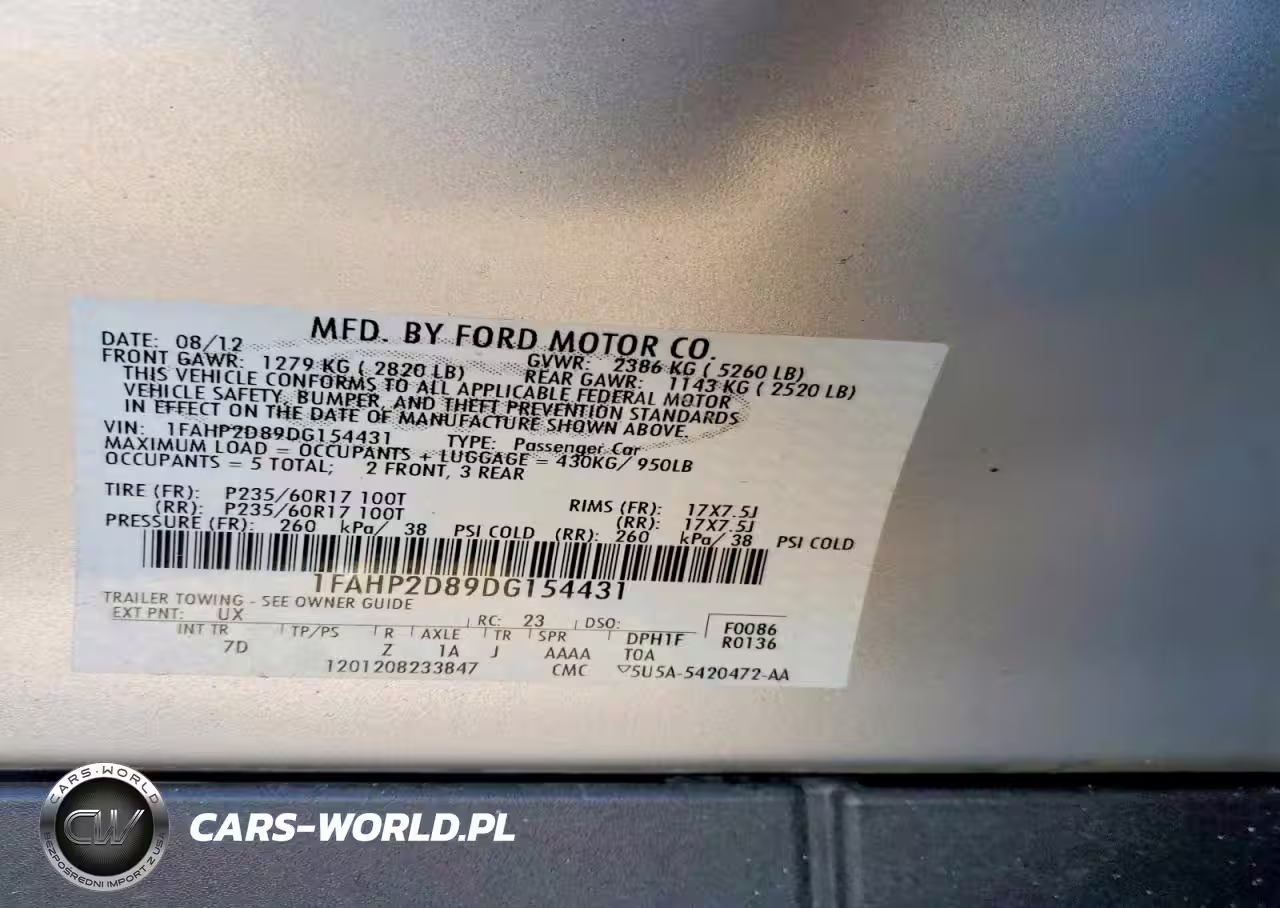 MFD. BY FORD MOTOR CO.
DATE: 08/12 GVWR: 2386 KG ( 5260 LB)
FRONT GAWR: 1279 KG ( 2820 LB) REAR GAWR: 1143 KG ( 2520 LB)
THIS VEHICLE CONFORMS TO ALL APPLICABLE FEDERAL MOTOR
VEHICLE SAFETY, BUMPER, AND THEFT PREVENTION STANDARDS
IN EFFECT ON THE DATE OF MANUFACTURE SHOWN ABOVE.
VIN: 1FAHP2D89DG154431 TYPE: Passenger Car
MAXIMUM LOAD = OCCUPANTS + LUGGAGE = 430KG/ 950LB
OCCUPANTS = 5 TOTAL; 2 FRONT, 3 REAR
TIRE (FR): P235/60R17 100T RIMS (FR): 17X7.5J
(RR): P235/60R17 100T (RR): 17X7.5J
PRESSURE (FR): 260 kPa/ 38 PSI COLD (RR): 260 kPa/ 38 PSI COLD
1FAHP2D89DG154431
TRAILER TOWING - SEE OWNER GUIDE
EXT PNT: UX RC: 23 DSO: F0086
INT TR TP/PS R AXLE TR SPR DPH1F R0136
7D Z 1A J AAAA T0A
1201208233847 CMC ▽5U5A-5420472-AA
CARS-WORLD
CW
BEZPOŚREDNI IMPORT Z USA
CARS-WORLD.PL